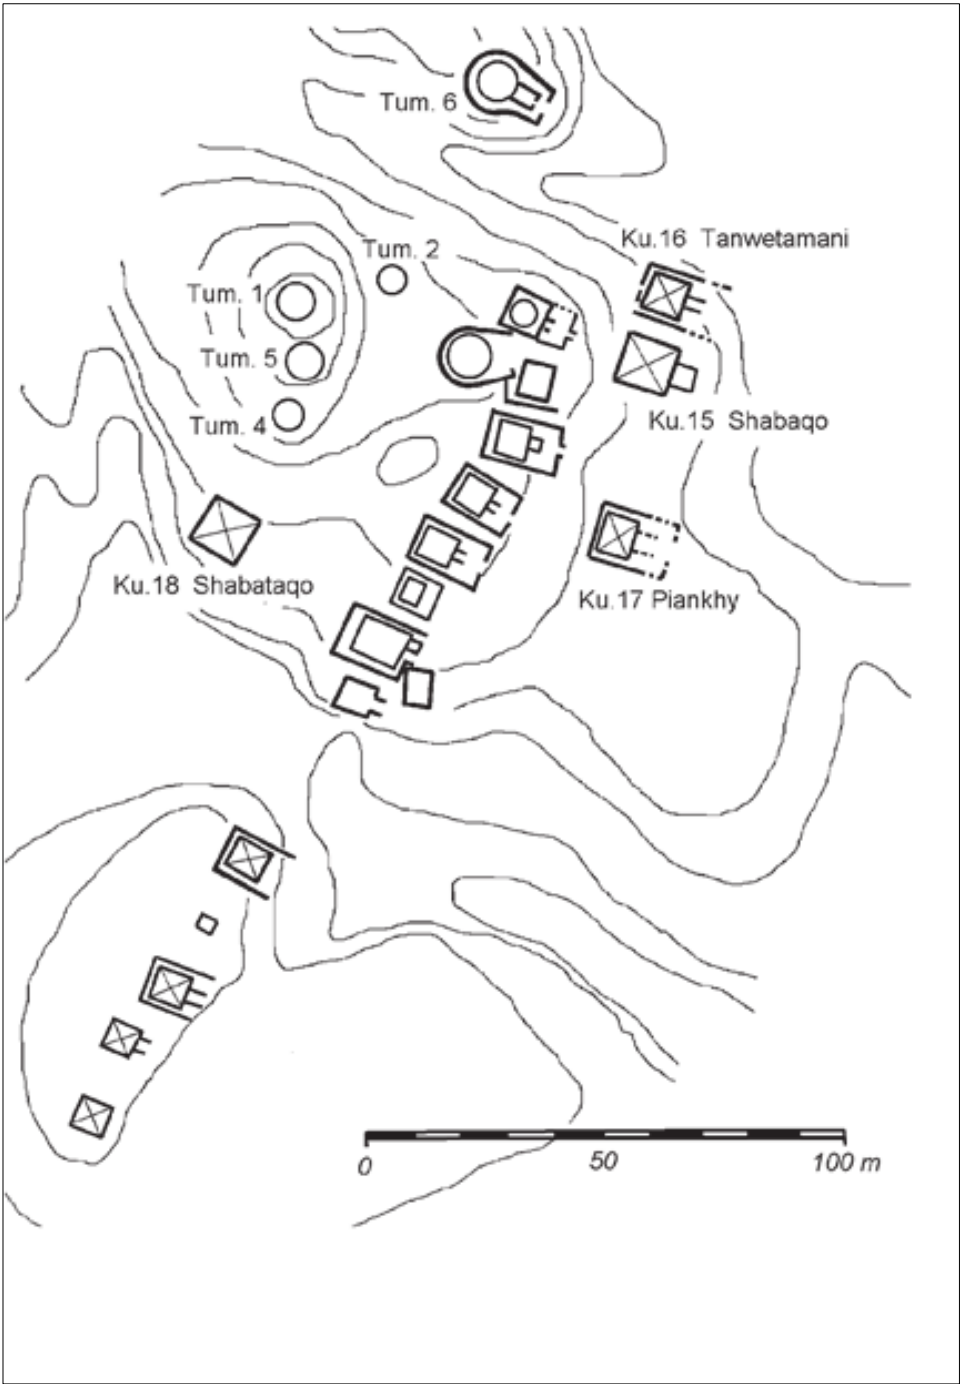 Tum. 6
Ku.16 Tanwetamani
Tum. 2
Tum. 1
Tum. 5
Tum. 4
Ku.15 Shabaqo
Ku.18 Shabataqo
Ku.17 Piankhy
0 50 100 m